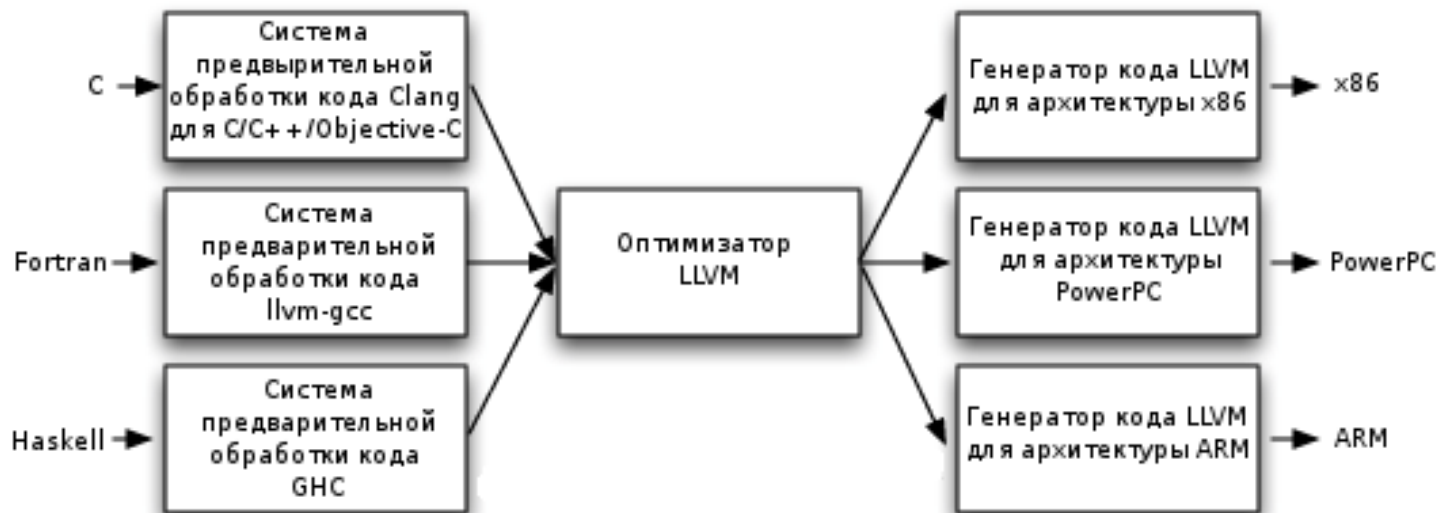 C
Система
предвырительной
обработки кода Clang
для C/C++/Objective-C
Fortran
Система
предварительной
обработки кода
llvm-gcc
Haskell
Система
предварительной
обработки кода
GHC
Оптимизатор
LLVM
Генератор кода LLVM
для архитектуры x86
x86
Генератор кода LLVM
для архитектуры
PowerPC
PowerPC
Генератор кода LLVM
для архитектуры ARM
ARM